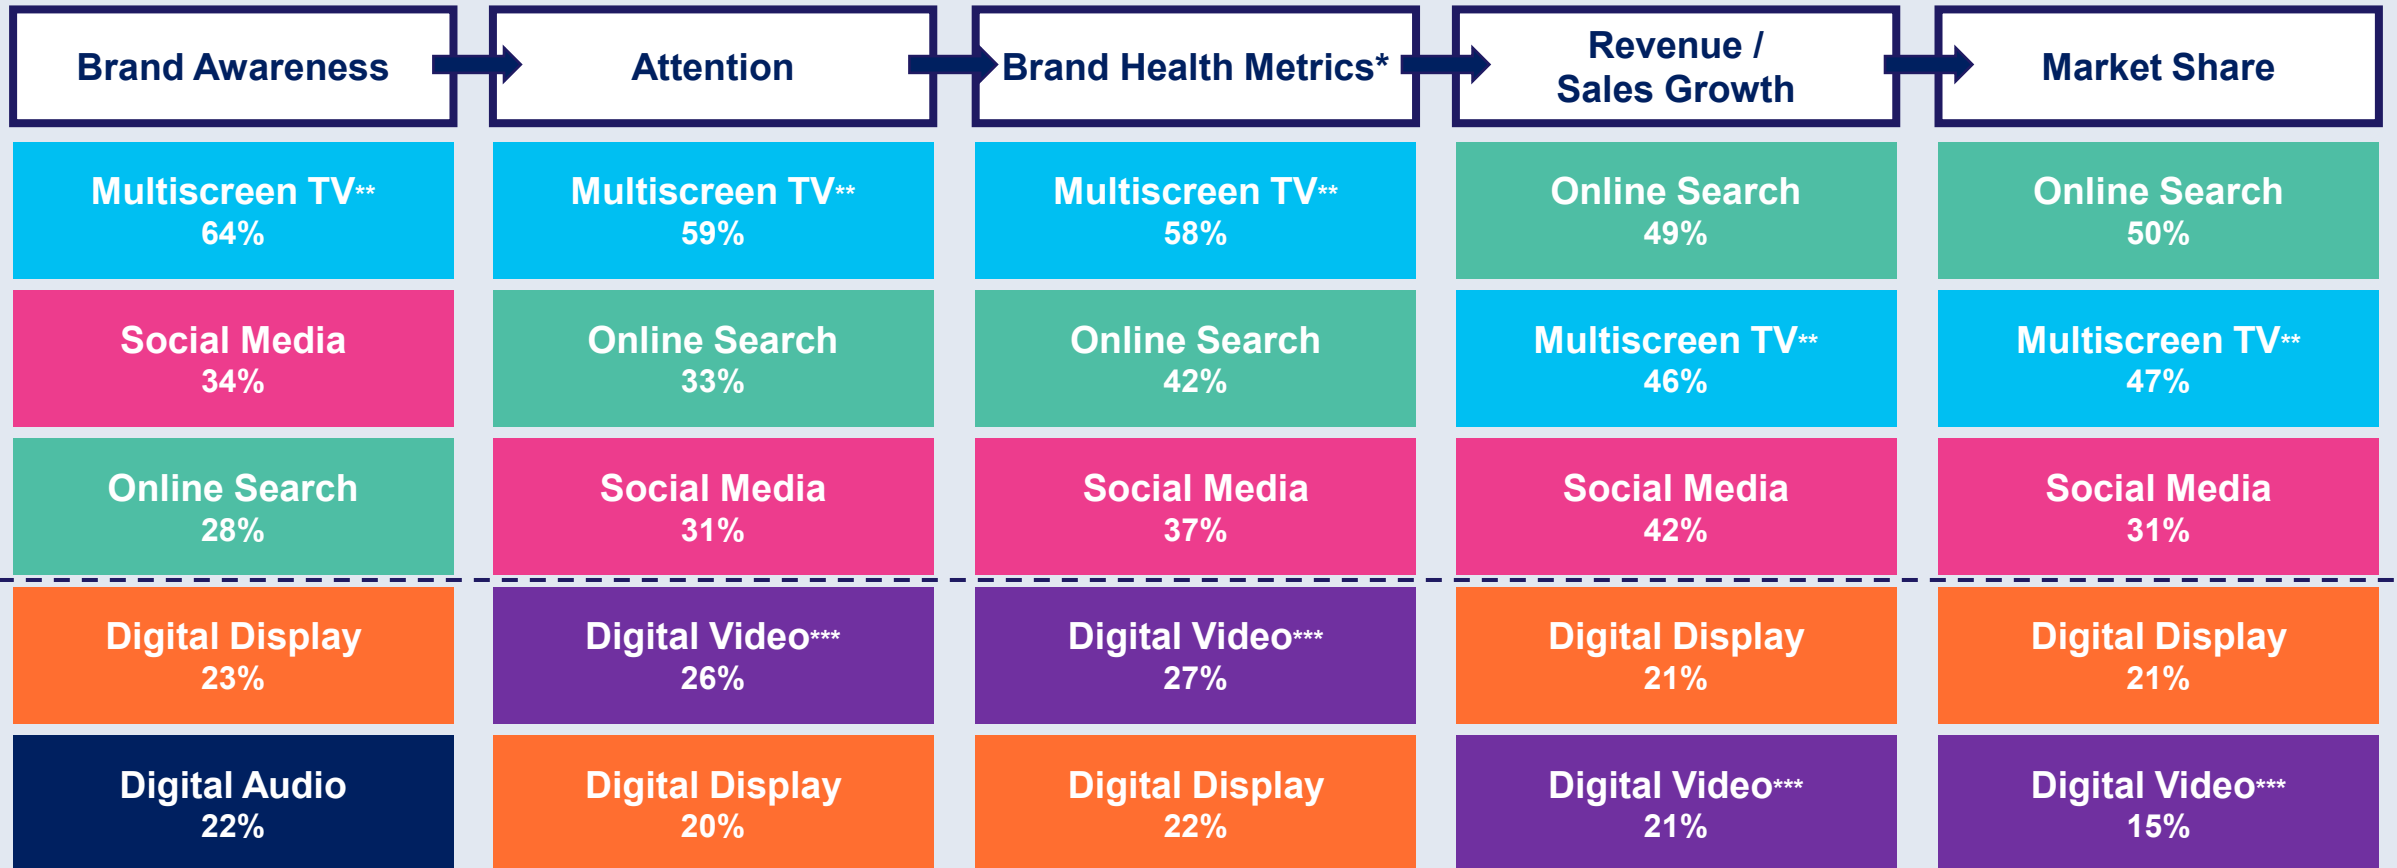 Brand Awareness
Attention
Brand Health Metrics*
Revenue /
Sales Growth
Market Share
Multiscreen TV**
64%
Multiscreen TV**
59%
Multiscreen TV**
58%
Online Search
49%
Online Search
50%
Social Media
34%
Online Search
33%
Online Search
42%
Multiscreen TV**
46%
Multiscreen TV**
47%
Online Search
28%
Social Media
31%
Social Media
37%
Social Media
42%
Social Media
31%
Digital Display
23%
Digital Video***
26%
Digital Video***
27%
Digital Display
21%
Digital Display
21%
Digital Audio
22%
Digital Display
20%
Digital Display
22%
Digital Video***
21%
Digital Video***
15%